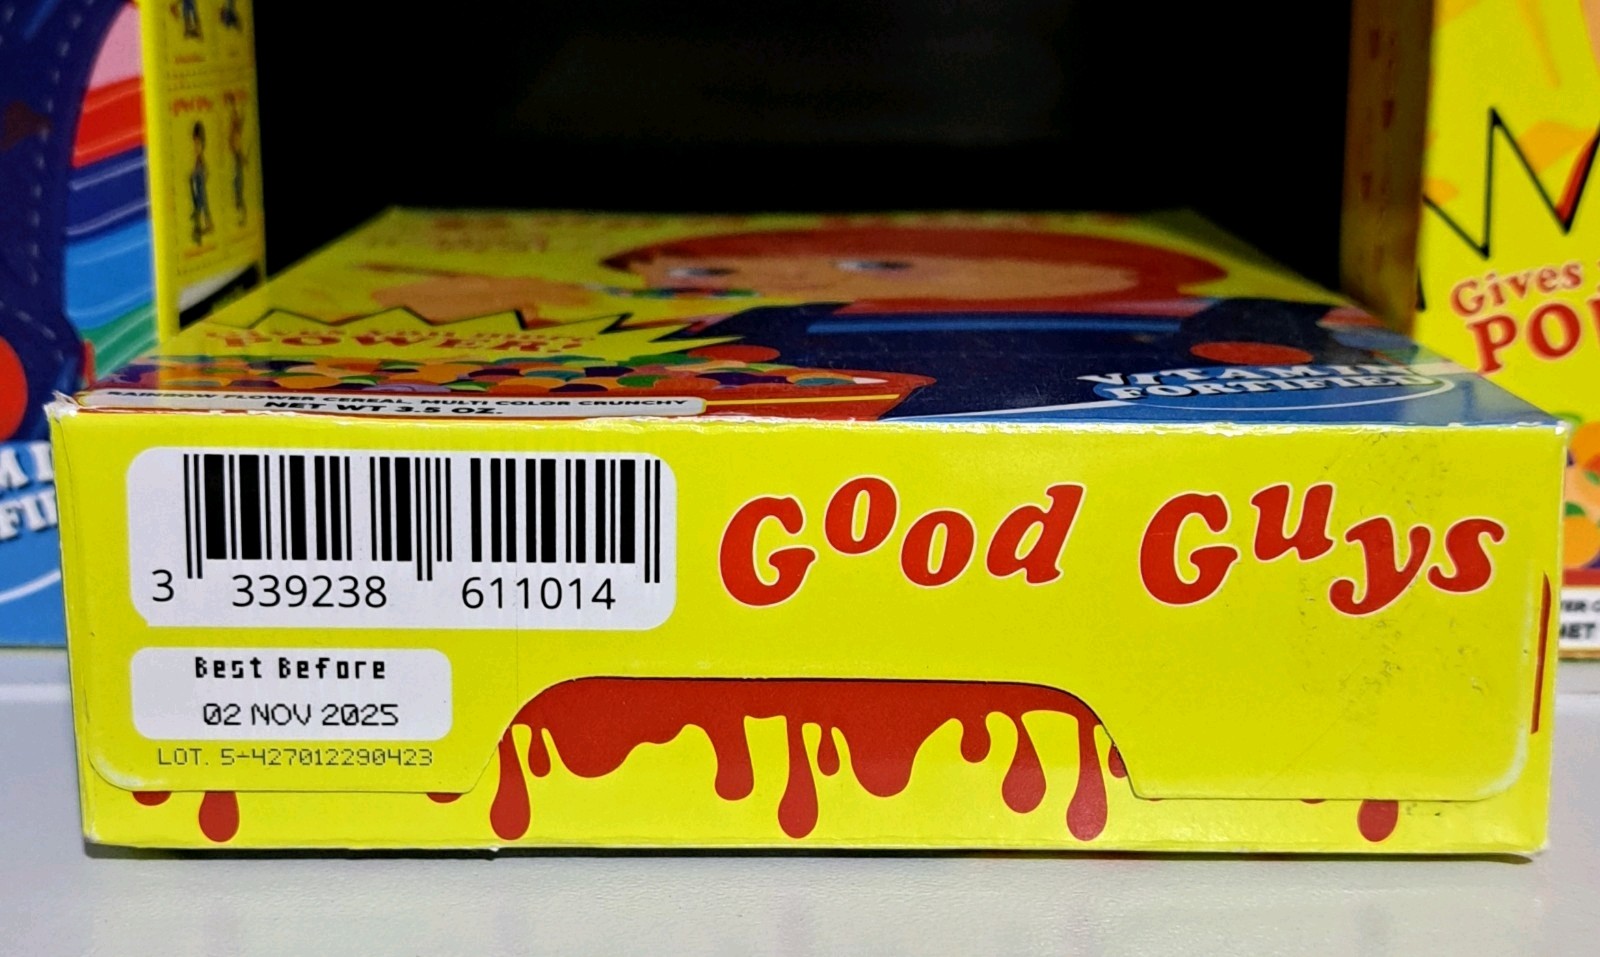 POWER!
VITAMIN
FORTIFIED
RAINBOW FLOWER CEREAL, MULTI COLOR CRUNCHY
NET WT 3.5 OZ.
Gives
3 339238 611014
Good Guys
Best Before
02 NOV 2025
LOT. 5-427012290423